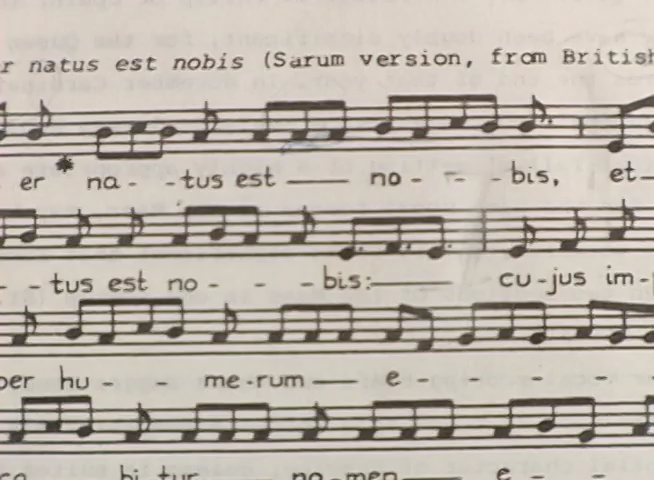 r natus est nobis (Sarum version, from British
er * na - -tus est — no - - - bis, et
- - tus est no - - - bis:— cu-jus im-p
per hu - - me-rum e - - - - -
bi tur no-men e - -